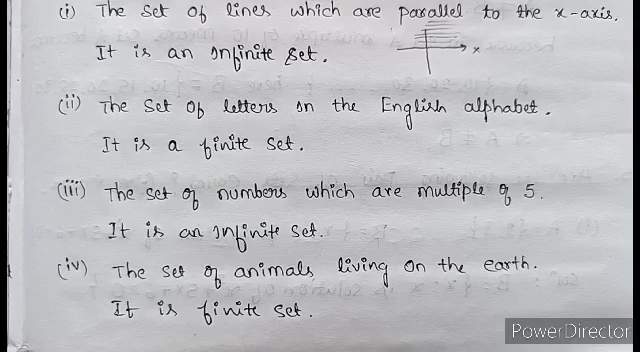 (i) The set of lines which are parallel to the x-axis.
It is an Infinite set.
x
(ii) The Set of letters in the English alphabet.
It is a finite set.
(iii) The set of numbers which are multiple of 5.
It is an Infinite set.
(iv) The set of animals living on the earth.
It is finite set.
PowerDirector